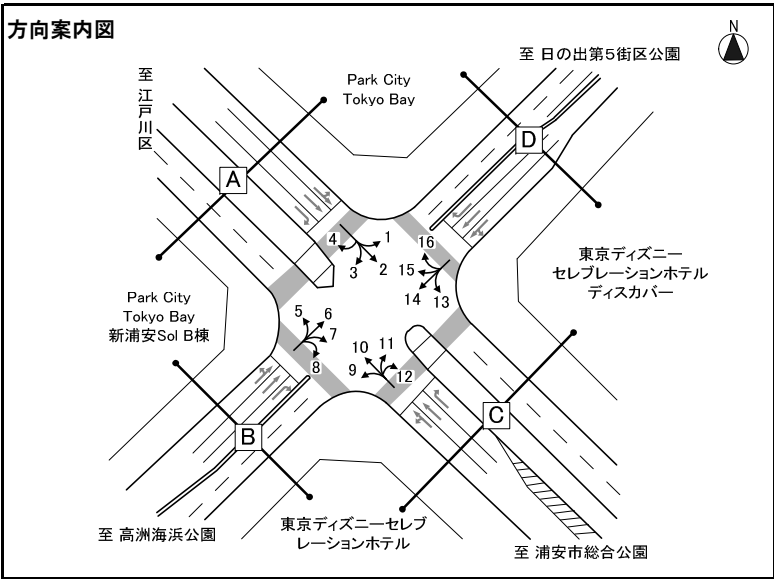 方向案内図
N
至 日の出第5街区公園
至 江戸川区
Park City
Tokyo Bay
D
A
4
1
3
2
16
15
14
13
東京ディズニー
セレブレーションホテル
ディスカバー
Park City
Tokyo Bay
新浦安Sol B棟
5
6
7
8
10
11
9
12
C
B
至 高洲海浜公園
東京ディズニーセレブ
レーションホテル
至 浦安市総合公園